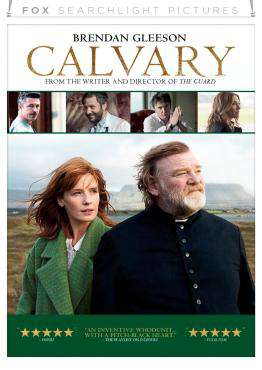 FOX SEARCHLIGHT PICTURES
BRENDAN GLEESON
CALVARY
FROM THE WRITER AND DIRECTOR OF THE GUARD
"AN INVENTIVE WHODUNIT...
WITH A PITCH-BLACK HEART."